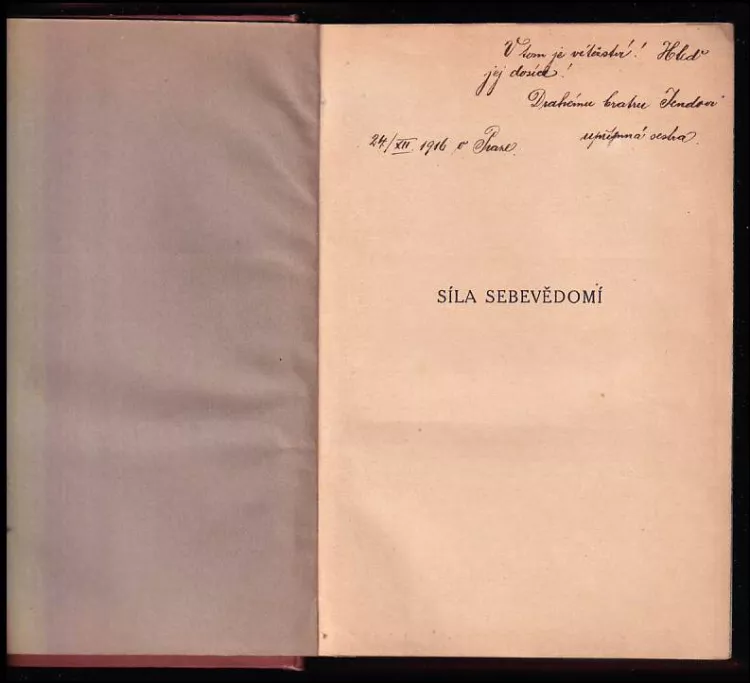 V tom je vítězství! Hleď
jej dosíci!
Drahému bratru Jendovi
24/XII. 1916 v Praze.
upřímná sestra.
SÍLA SEBEVĚDOMÍ